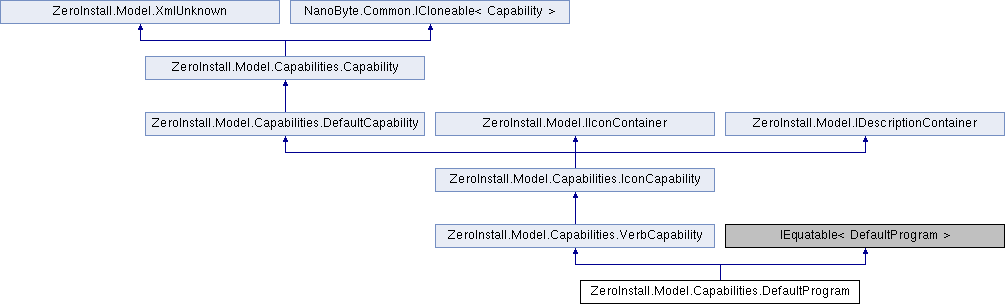 ZeroInstall.Model.XmlUnknown
NanoByte.Common.ICloneable< Capability >
ZeroInstall.Model.Capabilities.Capability
ZeroInstall.Model.Capabilities.DefaultCapability
ZeroInstall.Model.IIconContainer
ZeroInstall.Model.IDescriptionContainer
ZeroInstall.Model.Capabilities.IconCapability
ZeroInstall.Model.Capabilities.VerbCapability
IEquatable< DefaultProgram >
ZeroInstall.Model.Capabilities.DefaultProgram